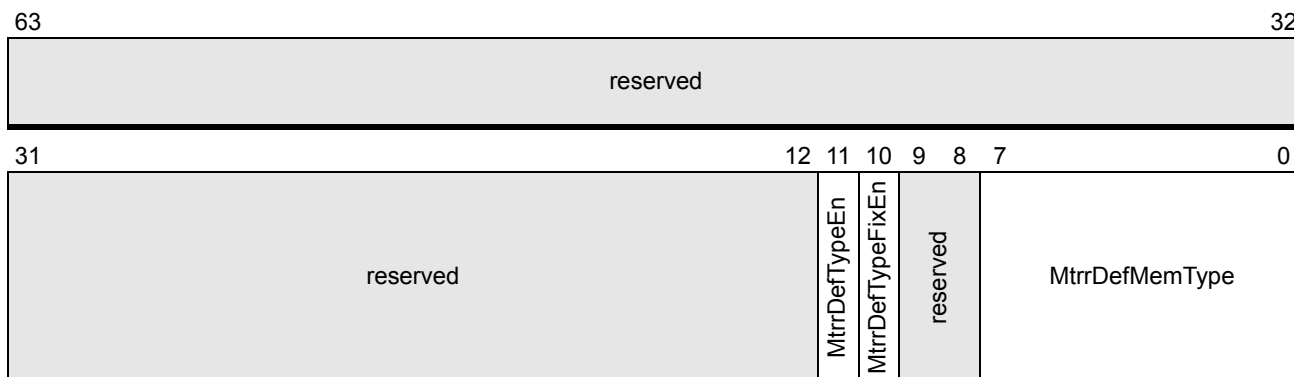 63 32
reserved
31 12 11 10 9 8 7 0
reserved
MtrrDefTypeEn
MtrrDefTypeFixEn
reserved
MtrrDefMemType